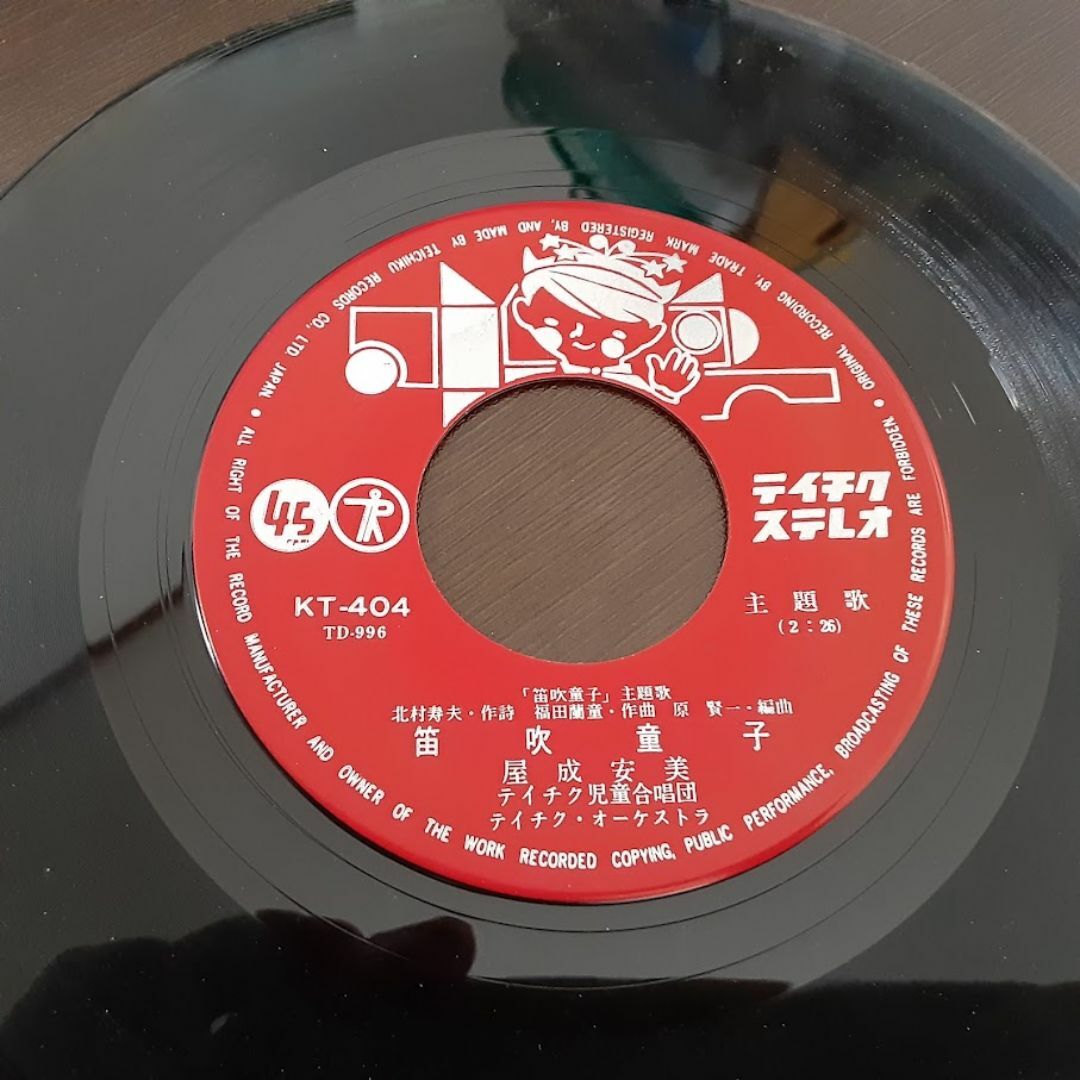 ORIGINAL RECORDING BY, TRADE MARK REGISTERED BY, AND MADE BY TEICHIKU RECORDS CO., LTD. JAPAN. ● ALL RIGHT OF THE RECORD MANUFACTURER AND OWNER OF THE WORK RECORDED COPYING, PUBLIC PERFORMANCE, BROADCASTING OF THESE RECORDS ARE FORBIDDEN. ●
テイチク
ステレオ
45
r.p.m.
KT-404
TD-996
主題歌
(2:26)
「笛吹童子」主題歌
北村寿夫・作詩 福田蘭童・作曲 原 賢一・編曲
笛吹童子
屋成安美
テイチク児童合唱団
テイチク・オーケストラ